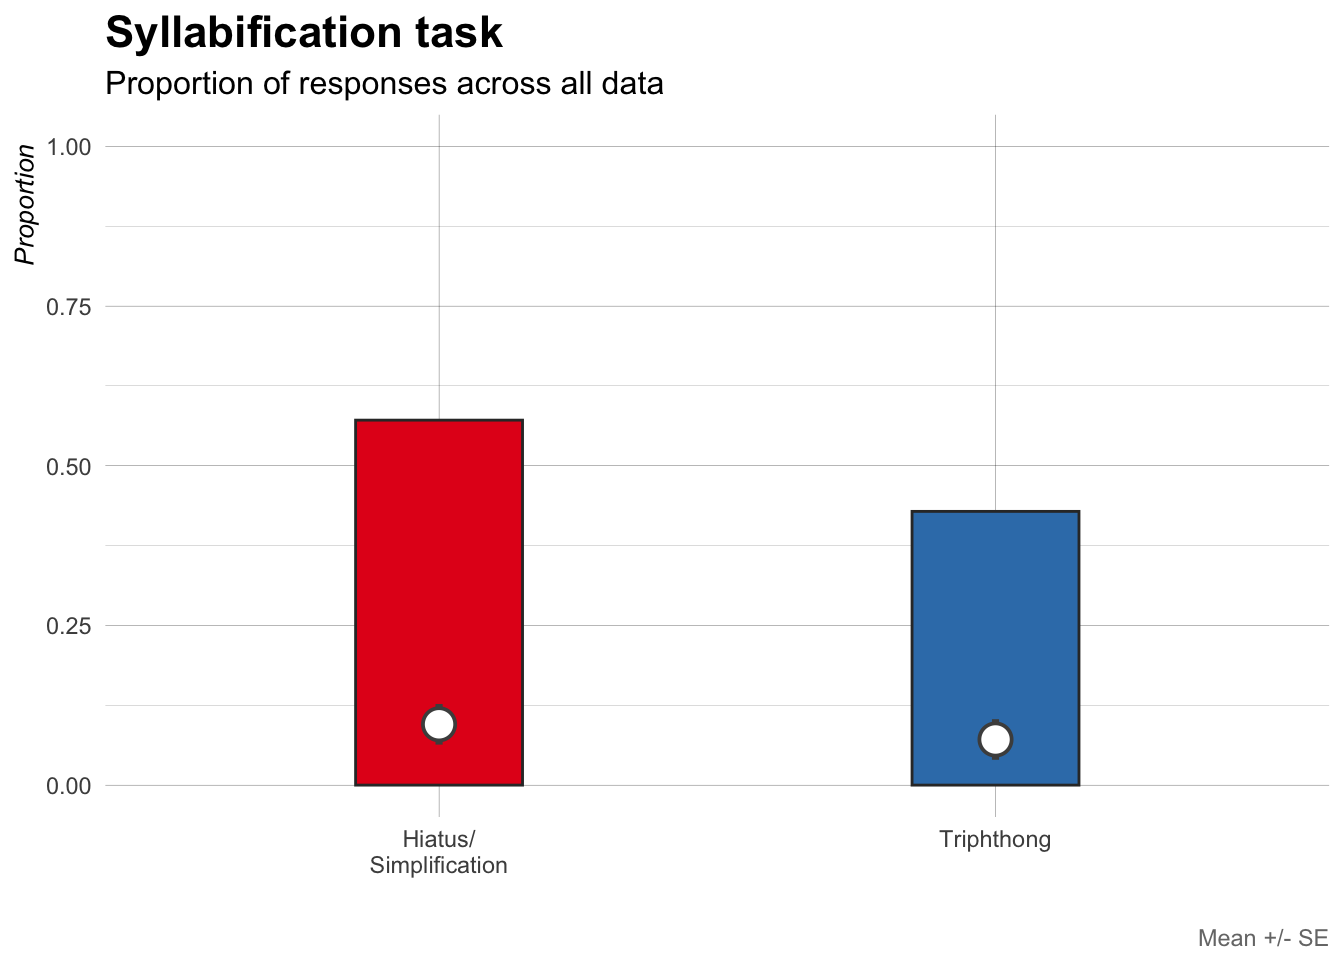 Syllabification task
Proportion of responses across all data
Proportion
1.00
0.75
0.50
0.25
0.00
Hiatus/
Simplification
Triphthong
Mean +/- SE